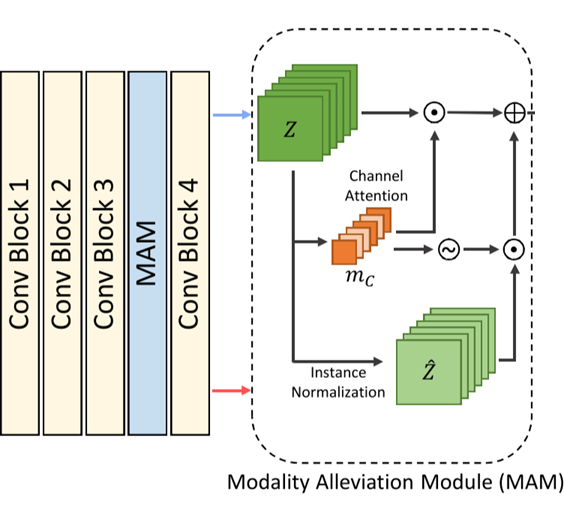 Conv Block 1
Conv Block 2
Conv Block 3
MAM
Conv Block 4
Z
Channel
Attention
m_C
Instance
Normalization
Ẑ
Modality Alleviation Module (MAM)